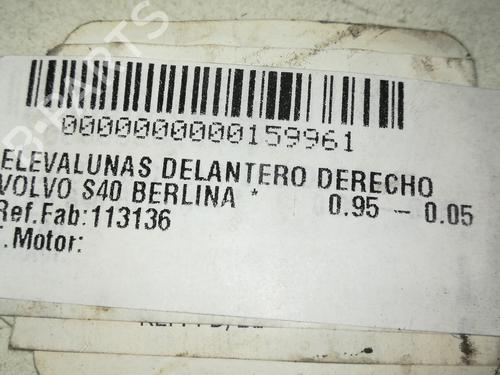 B-PARTS
0000000000159961
ELEVALUNAS DELANTERO DERECHO
VOLVO S40 BERLINA * 0.95 - 0.05
Ref.Fab:113136
.Motor: